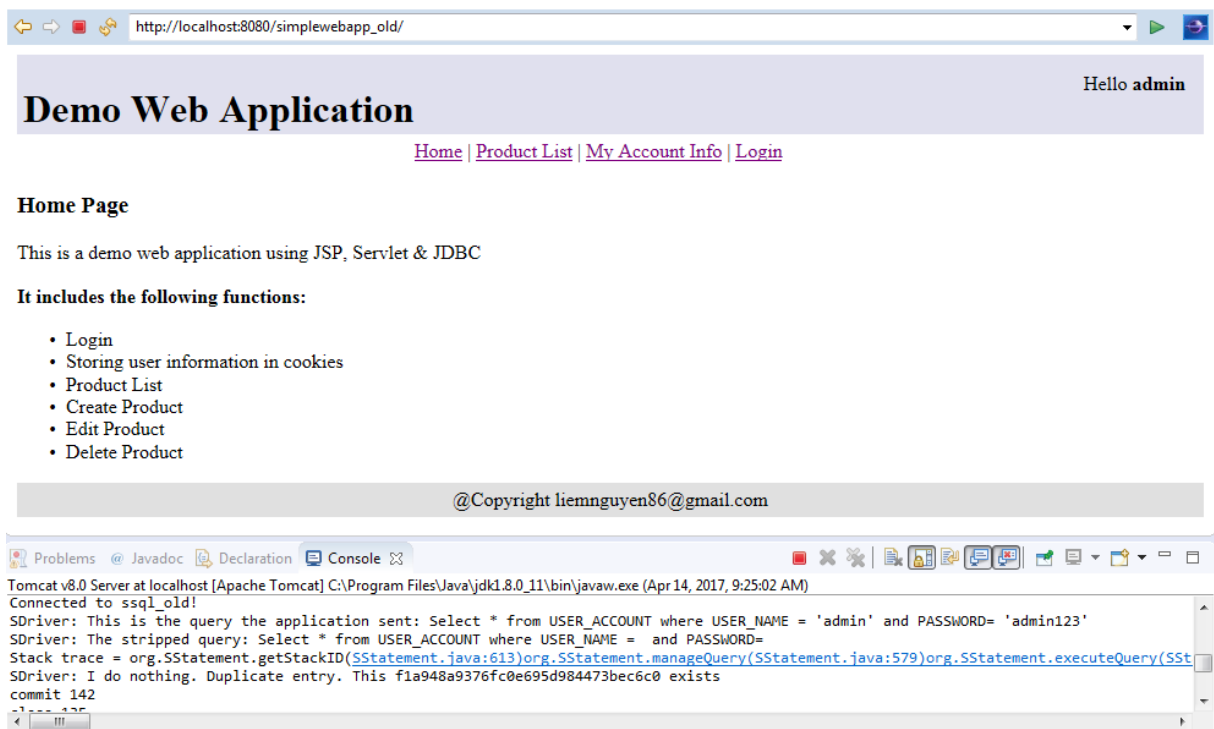 http://localhost:8080/simplewebapp_old/
Hello admin
Demo Web Application
Home | Product List | My Account Info | Login
Home Page
This is a demo web application using JSP, Servlet & JDBC
It includes the following functions:
• Login
• Storing user information in cookies
• Product List
• Create Product
• Edit Product
• Delete Product
@Copyright liemnguyen86@gmail.com
Problems @ Javadoc Declaration Console
Tomcat v8.0 Server at localhost [Apache Tomcat] C:\Program Files\Java\jdk1.8.0_11\bin\javaw.exe (Apr 14, 2017, 9:25:02 AM)
Connected to ssql_old!
SDriver: This is the query the application sent: Select * from USER_ACCOUNT where USER_NAME = 'admin' and PASSWORD= 'admin123'
SDriver: The stripped query: Select * from USER_ACCOUNT where USER_NAME =  and PASSWORD=
Stack trace = org.SStatement.getStackID(SStatement.java:613)org.SStatement.manageQuery(SStatement.java:579)org.SStatement.executeQuery(SSt
SDriver: I do nothing. Duplicate entry. This f1a948a9376fc0e695d984473bec6c0 exists
commit 142